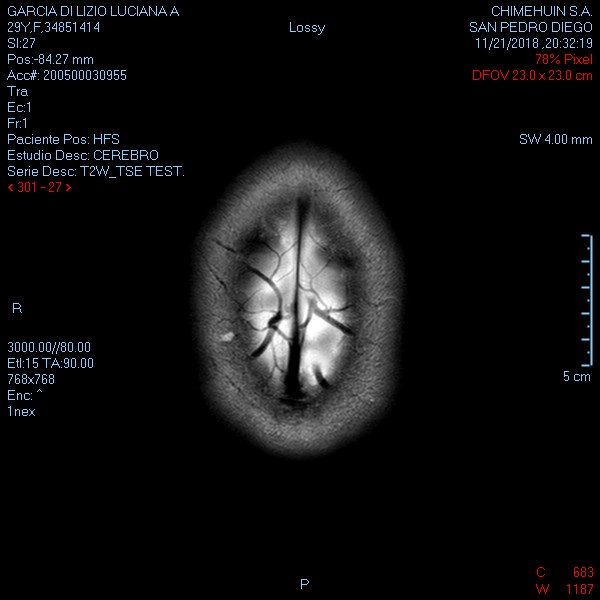 GARCIA DI LIZIO LUCIANA A
29Y,F,34851414
Sl:27
Pos:-84.27 mm
Acc#: 200500030955
Tra
Ec:1
Fr:1
Paciente Pos: HFS
Estudio Desc: CEREBRO
Serie Desc: T2W_TSE TEST.
< 301 - 27 >
Lossy
CHIMEHUIN S.A.
SAN PEDRO DIEGO
11/21/2018 ,20:32:19
78% Pixel
DFOV 23.0 x 23.0 cm
SW 4.00 mm
R
5 cm
3000.00//80.00
Etl:15 TA:90.00
768x768
Enc: ^
1nex
P
C 683
W 1187